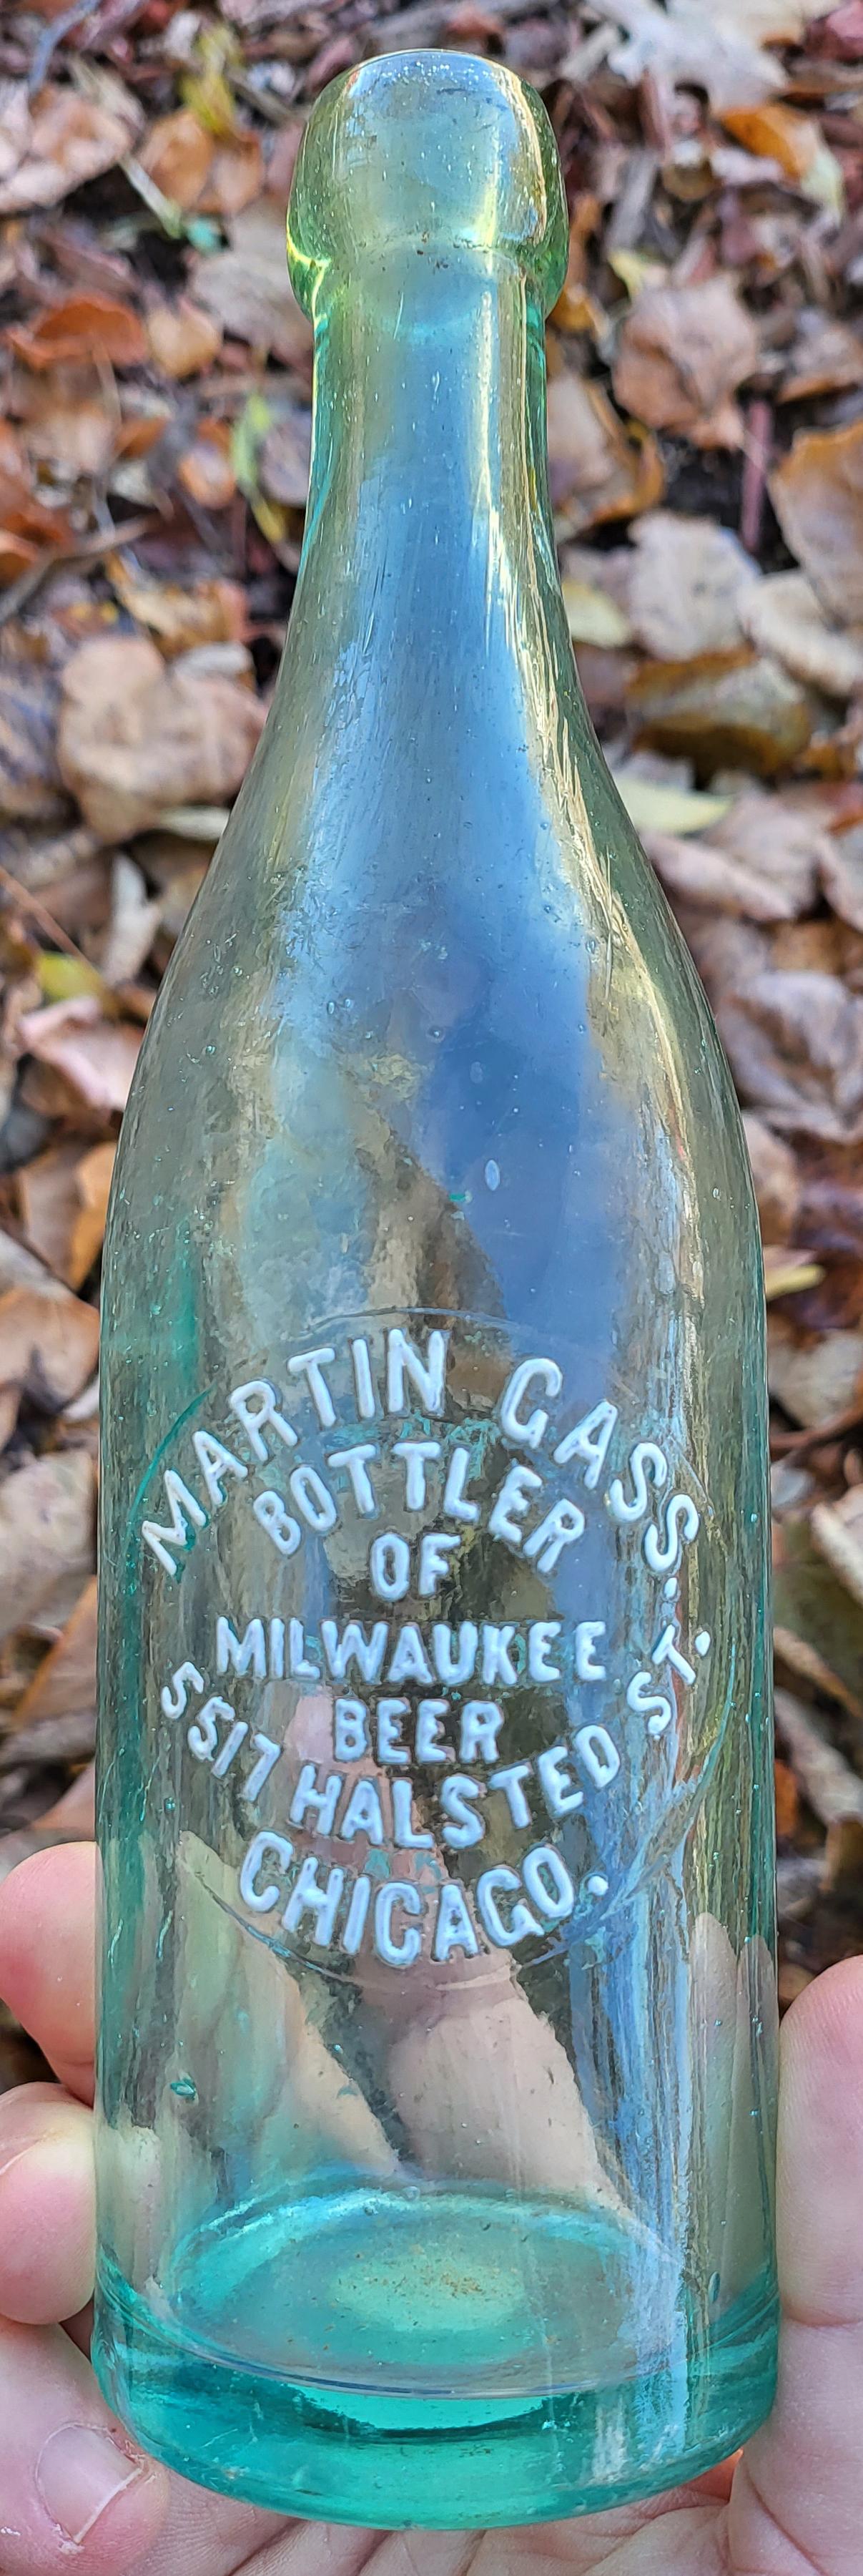 MARTIN GASS.
BOTTLER
OF
MILWAUKEE
BEER
5517 HALSTED ST.
CHICAGO.